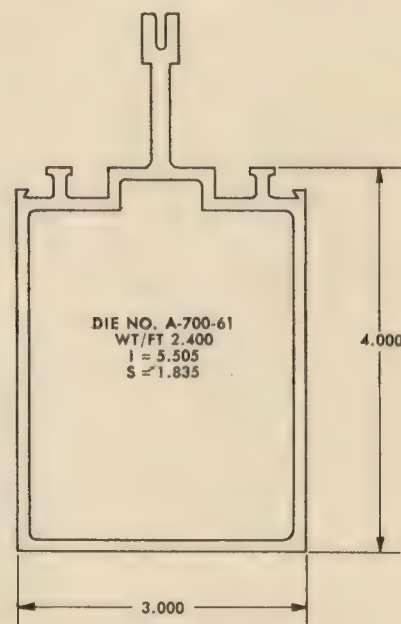 DIE NO. A-700-61
WT/FT 2.400
I = 5.505
S = 1.835
4.000
3.000